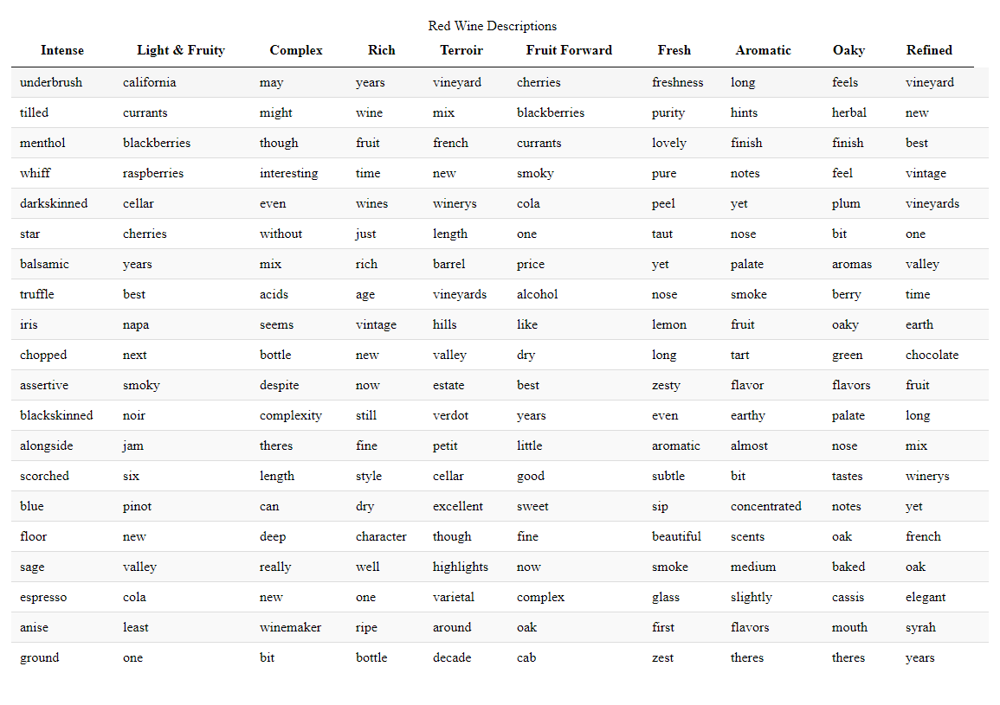 Red Wine Descriptions
Intense Light & Fruity Complex Rich Terroir Fruit Forward Fresh Aromatic Oaky Refined
underbrush california may years vineyard cherries freshness long feels vineyard
tilled currants might wine mix blackberries purity hints herbal new
menthol blackberries though fruit french currants lovely finish finish best
whiff raspberries interesting time new smoky pure notes feel vintage
darkskinned cellar even wines winerys cola peel yet plum vineyards
star cherries without just length one taut nose bit one
balsamic years mix rich barrel price yet palate aromas valley
truffle best acids age vineyards alcohol nose smoke berry time
iris napa seems vintage hills like lemon fruit oaky earth
chopped next bottle new valley dry long tart green chocolate
assertive smoky despite now estate best zesty flavor flavors fruit
blackskinned noir complexity still verdot years even earthy palate long
alongside jam theres fine petit little aromatic almost nose mix
scorched six length style cellar good subtle bit tastes winerys
blue pinot can dry excellent sweet sip concentrated notes yet
floor new deep character though fine beautiful scents oak french
sage valley really well highlights now smoke medium baked oak
espresso cola new one varietal complex glass slightly cassis elegant
anise least winemaker ripe around oak first flavors mouth syrah
ground one bit bottle decade cab zest theres theres years